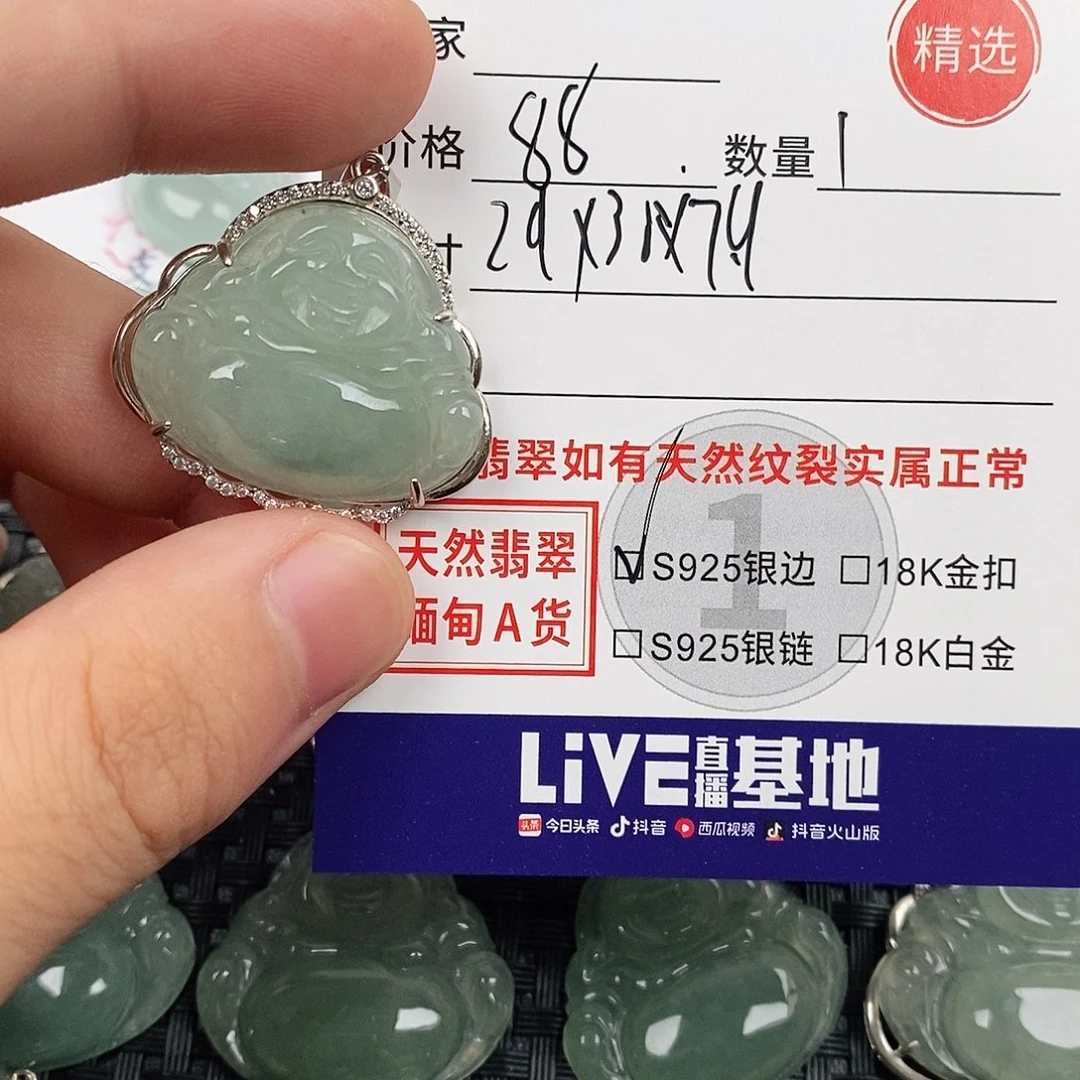 家
精选
价格 88 数量 1
寸 29x31x7.4
翡翠如有天然纹裂实属正常
天然翡翠
缅甸A货
S925银边 18K金扣
S925银链 18K白金
1
LiVE直播基地
头条 今日头条 抖音 西瓜视频 抖音火山版